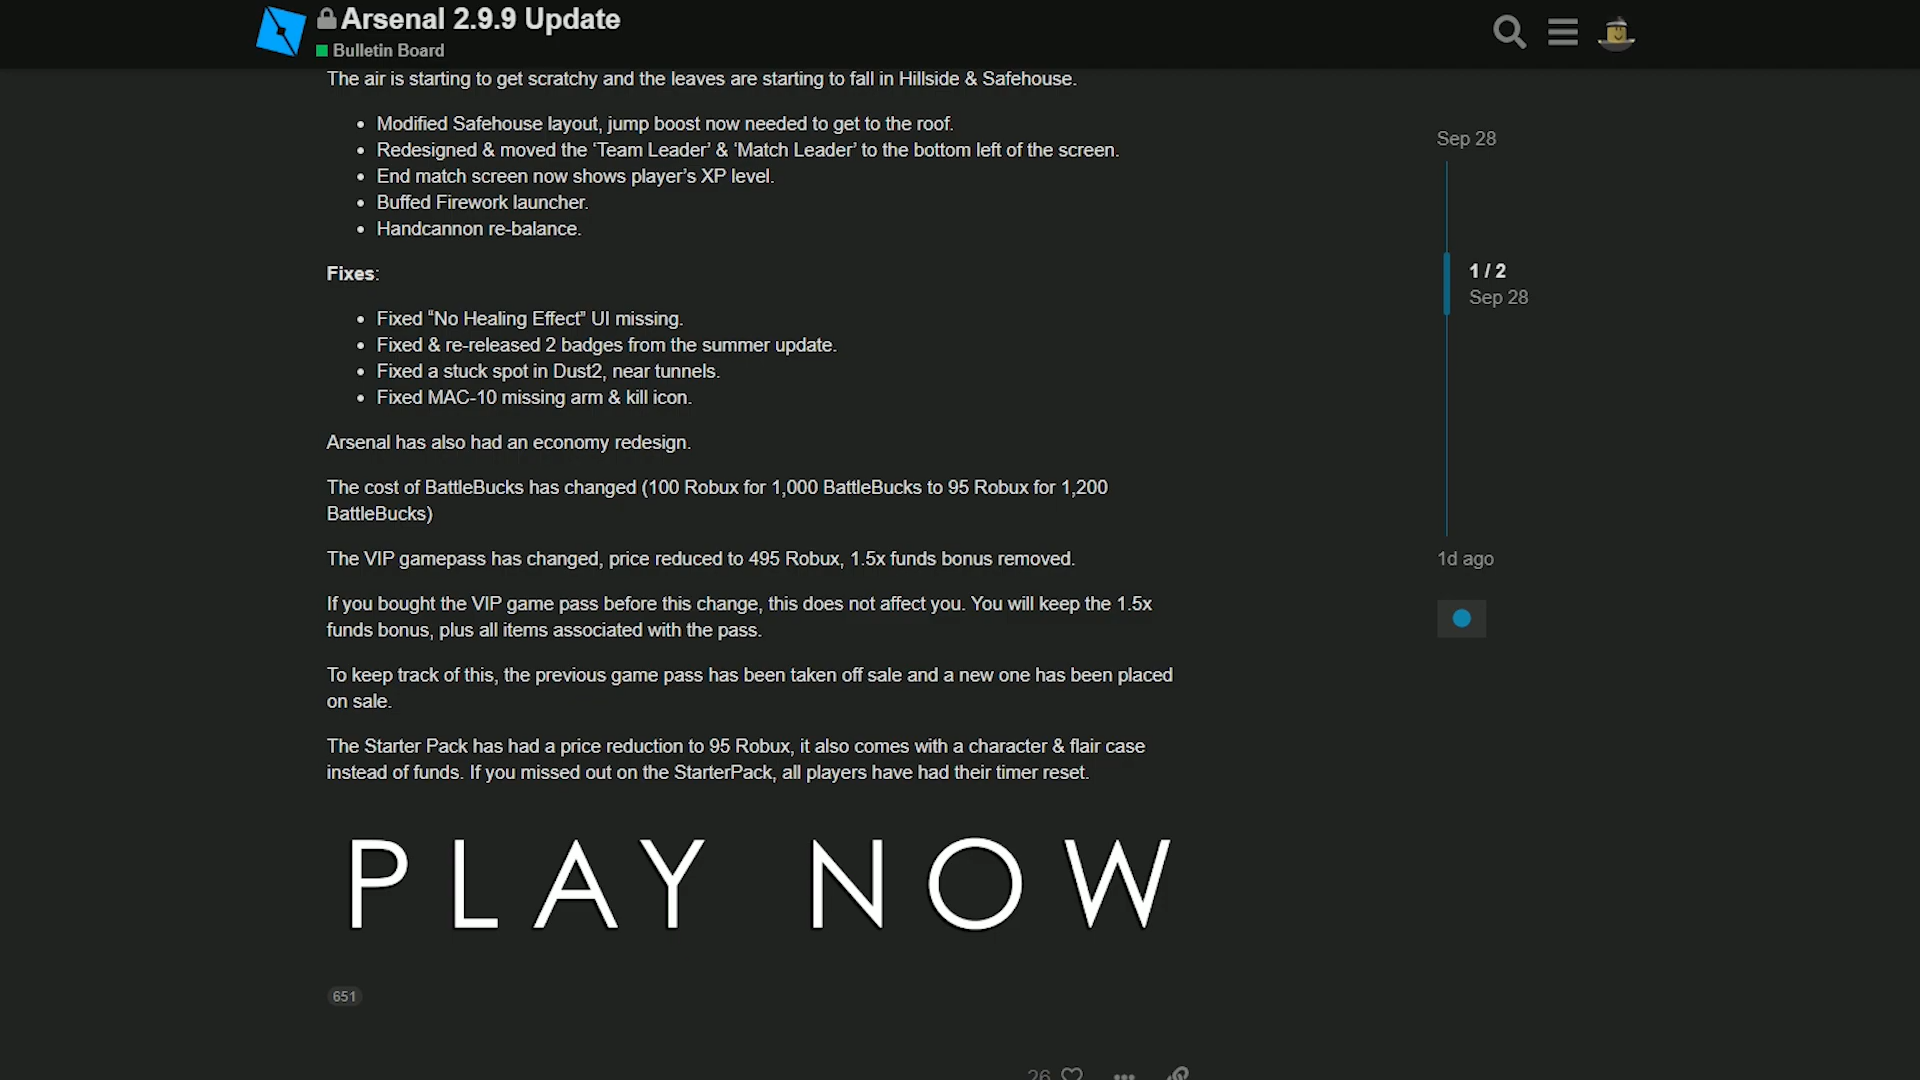 Arsenal 2.9.9 Update
Bulletin Board
The air is starting to get scratchy and the leaves are starting to fall in Hillside & Safehouse.
Modified Safehouse layout, jump boost now needed to get to the roof.
Redesigned & moved the ‘Team Leader’ & ‘Match Leader’ to the bottom left of the screen.
End match screen now shows player’s XP level.
Buffed Firework launcher.
Handcannon re-balance.
Fixes:
Fixed “No Healing Effect” UI missing.
Fixed & re-released 2 badges from the summer update.
Fixed a stuck spot in Dust2, near tunnels.
Fixed MAC-10 missing arm & kill icon.
Arsenal has also had an economy redesign.
The cost of BattleBucks has changed (100 Robux for 1,000 BattleBucks to 95 Robux for 1,200
BattleBucks)
The VIP gamepass has changed, price reduced to 495 Robux, 1.5x funds bonus removed.
If you bought the VIP game pass before this change, this does not affect you. You will keep the 1.5x
funds bonus, plus all items associated with the pass.
To keep track of this, the previous game pass has been taken off sale and a new one has been placed
on sale.
The Starter Pack has had a price reduction to 95 Robux, it also comes with a character & flair case
instead of funds. If you missed out on the StarterPack, all players have had their timer reset.
PLAY NOW
651
26
Sep 28
1 / 2
Sep 28
1d ago